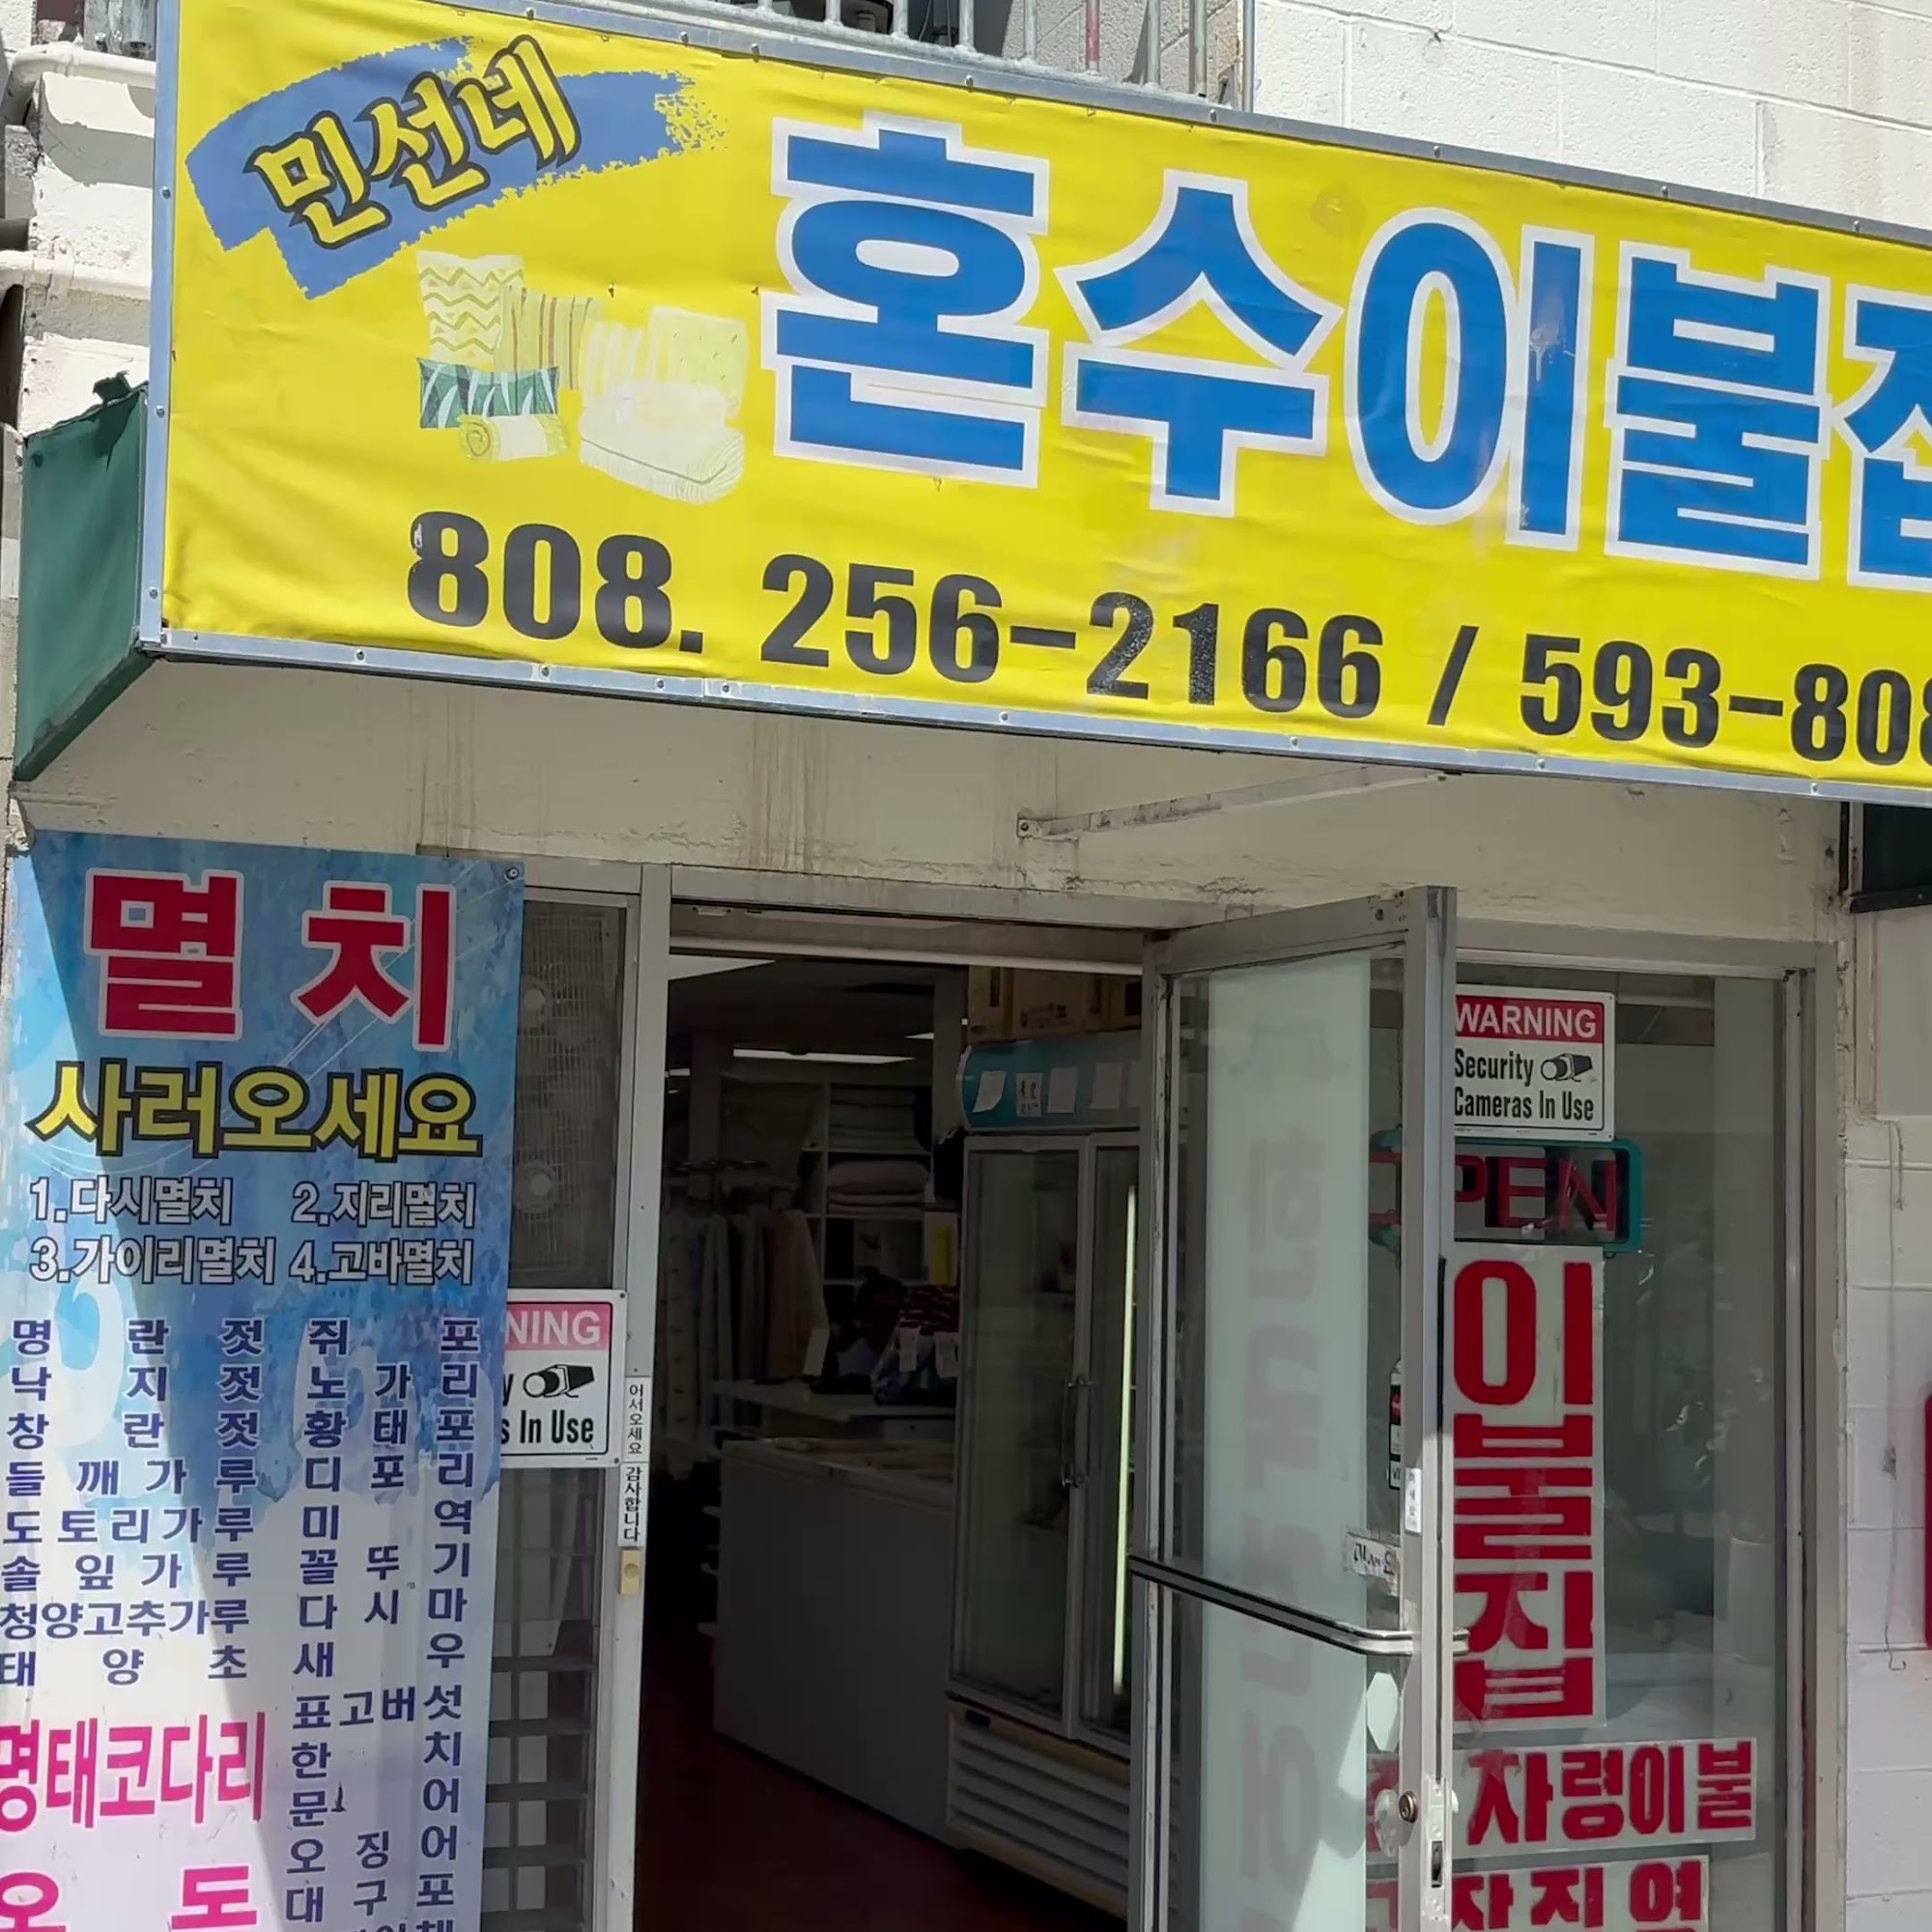 민선네
혼수이불집
808. 256-2166 / 593-808
멸치
사러오세요
1.다시멸치 2.지리멸치
3.가이리멸치 4.고바멸치
명란젓 쥐포
낙지젓 노가리
창란젓 황태포
들깨가루 디포리
도토리가루 미역
솔잎가루 꼴뚜기
청양고추가루 다시마
태양초 새우
표고버섯
명태코다리 한치
문어
오징어
대구포
오도
WARNING
Security
Cameras In Use
OPEN
NING
y
s In Use
어서오세요
감사합니다
이불집
자령이불